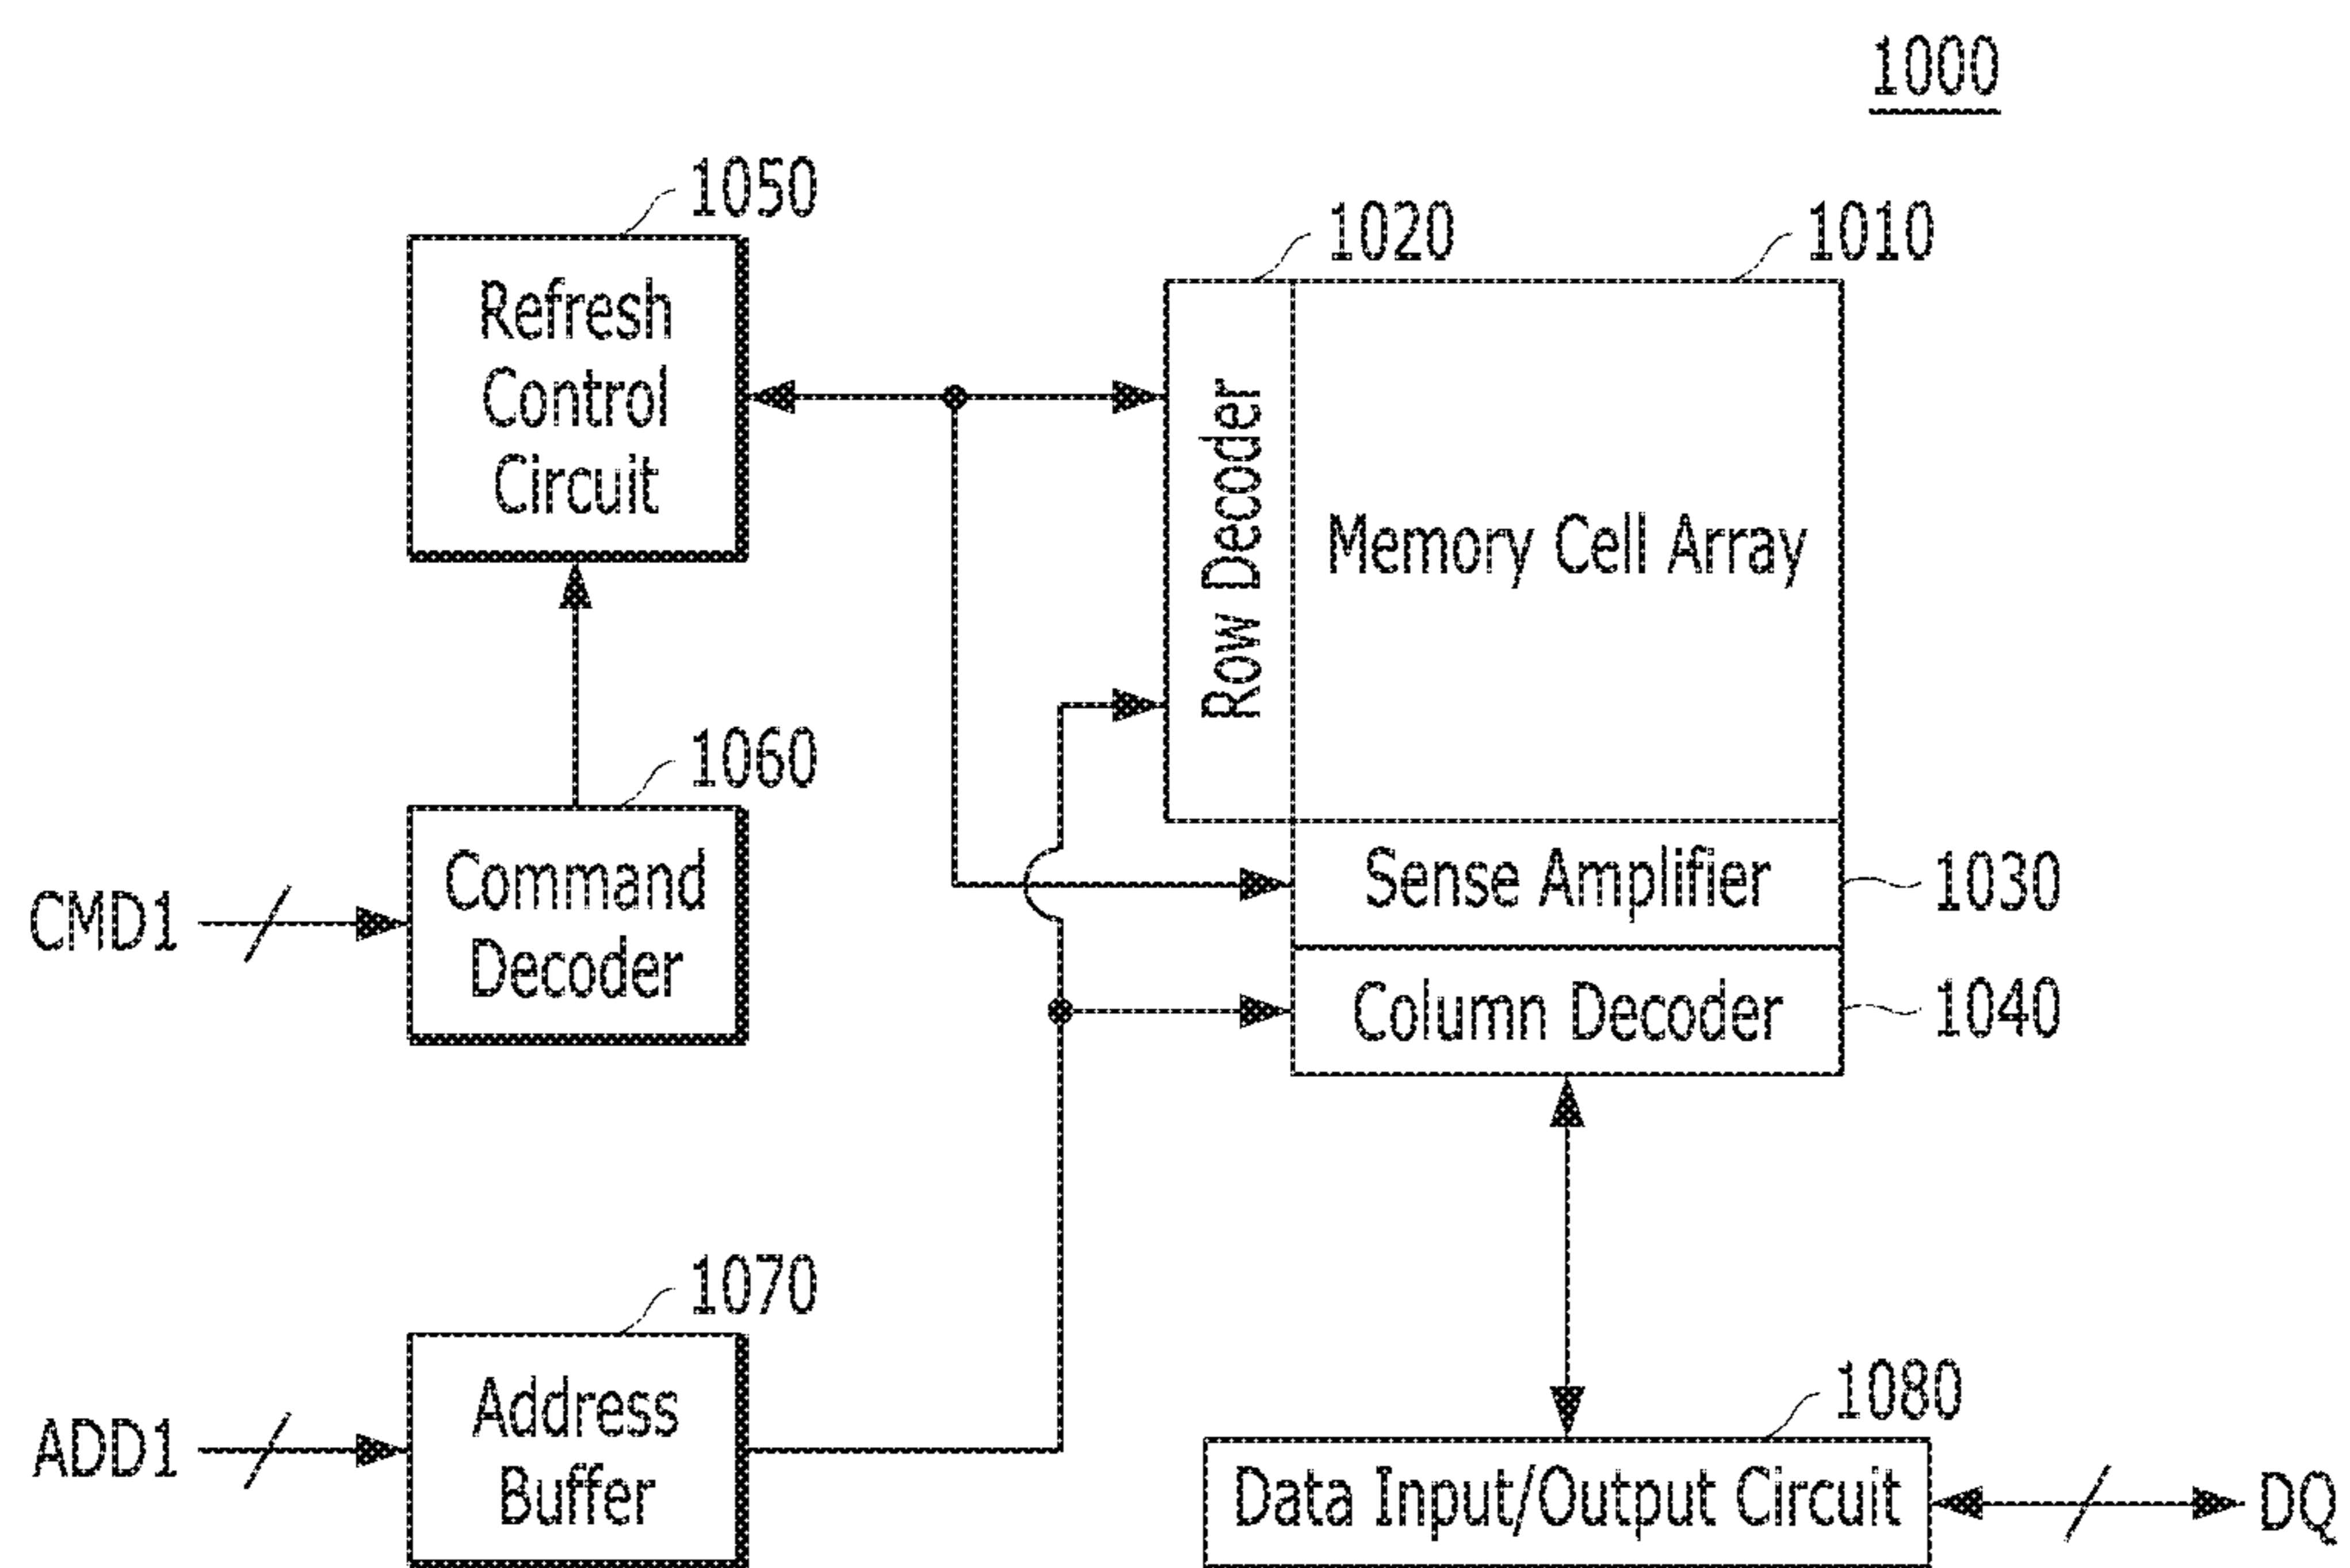 1000
1050
1020
1010
Refresh
Control
Circuit
Row Decoder
Memory Cell Array
1060
Command
Decoder
CMD1
Sense Amplifier
1030
Column Decoder
1040
1070
Address
Buffer
ADD1
1080
Data Input/Output Circuit
DQ